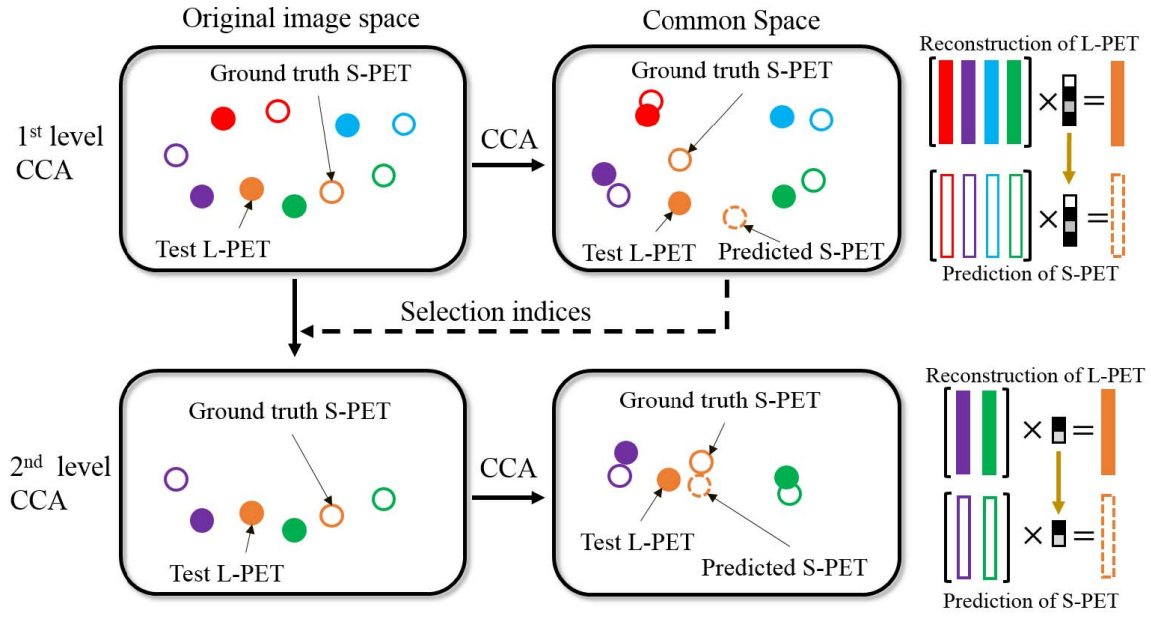 Original image space
Common Space
Reconstruction of L-PET
Ground truth S-PET
Ground truth S-PET
1st level
CCA
CCA
× =
× =
Test L-PET
Test L-PET
Predicted S-PET
Prediction of S-PET
Selection indices
Reconstruction of L-PET
Ground truth S-PET
Ground truth S-PET
2nd level
CCA
CCA
× =
× =
Test L-PET
Test L-PET
Predicted S-PET
Prediction of S-PET